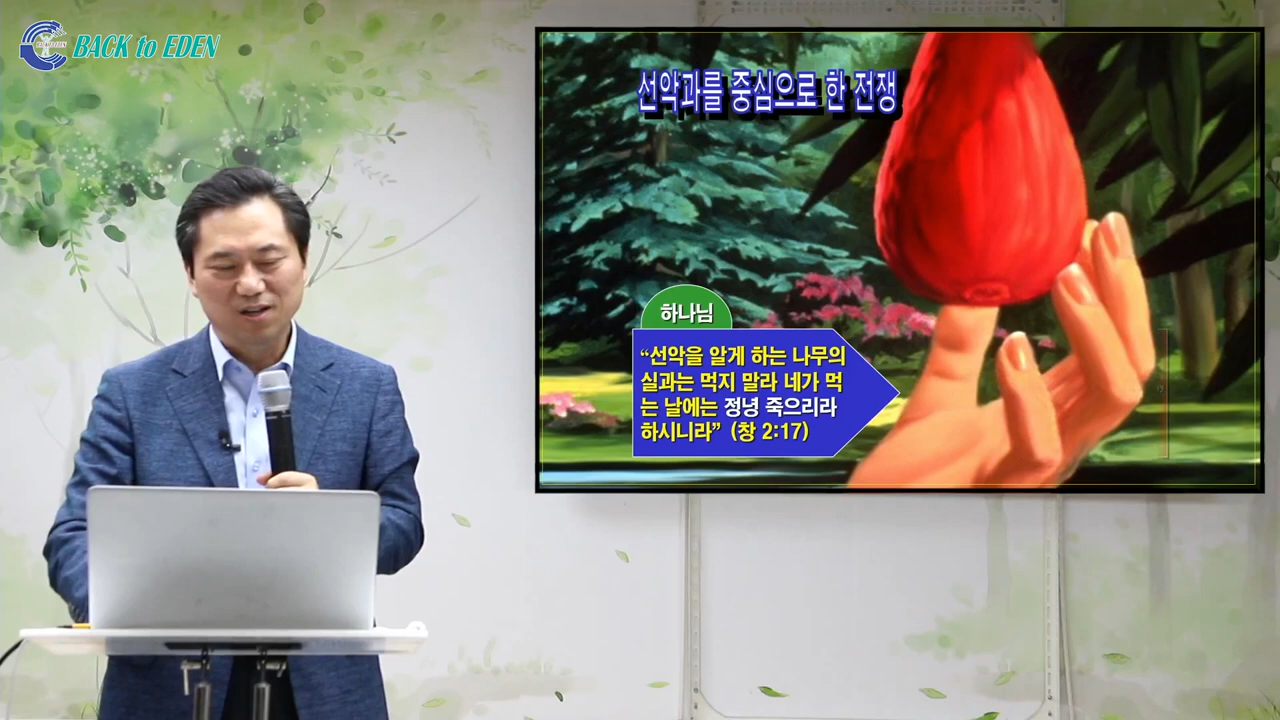 BACK to EDEN
선악과를 중심으로 한 전쟁
하나님
“선악을 알게 하는 나무의
실과는 먹지 말라 네가 먹
는 날에는 정녕 죽으리라
하시니라” (창 2:17)